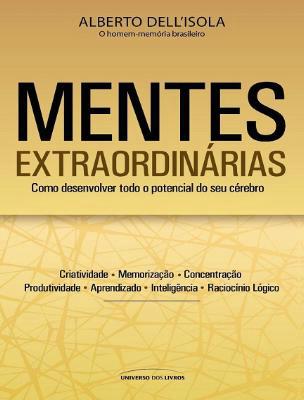 ALBERTO DELL'ISOLA
O homem-memória brasileiro
MENTES
EXTRAORDINÁRIAS
Como desenvolver todo o potencial do seu cérebro
Criatividade • Memorização • Concentração
Produtividade • Aprendizado • Inteligência • Raciocínio Lógico
UNIVERSO DOS LIVROS